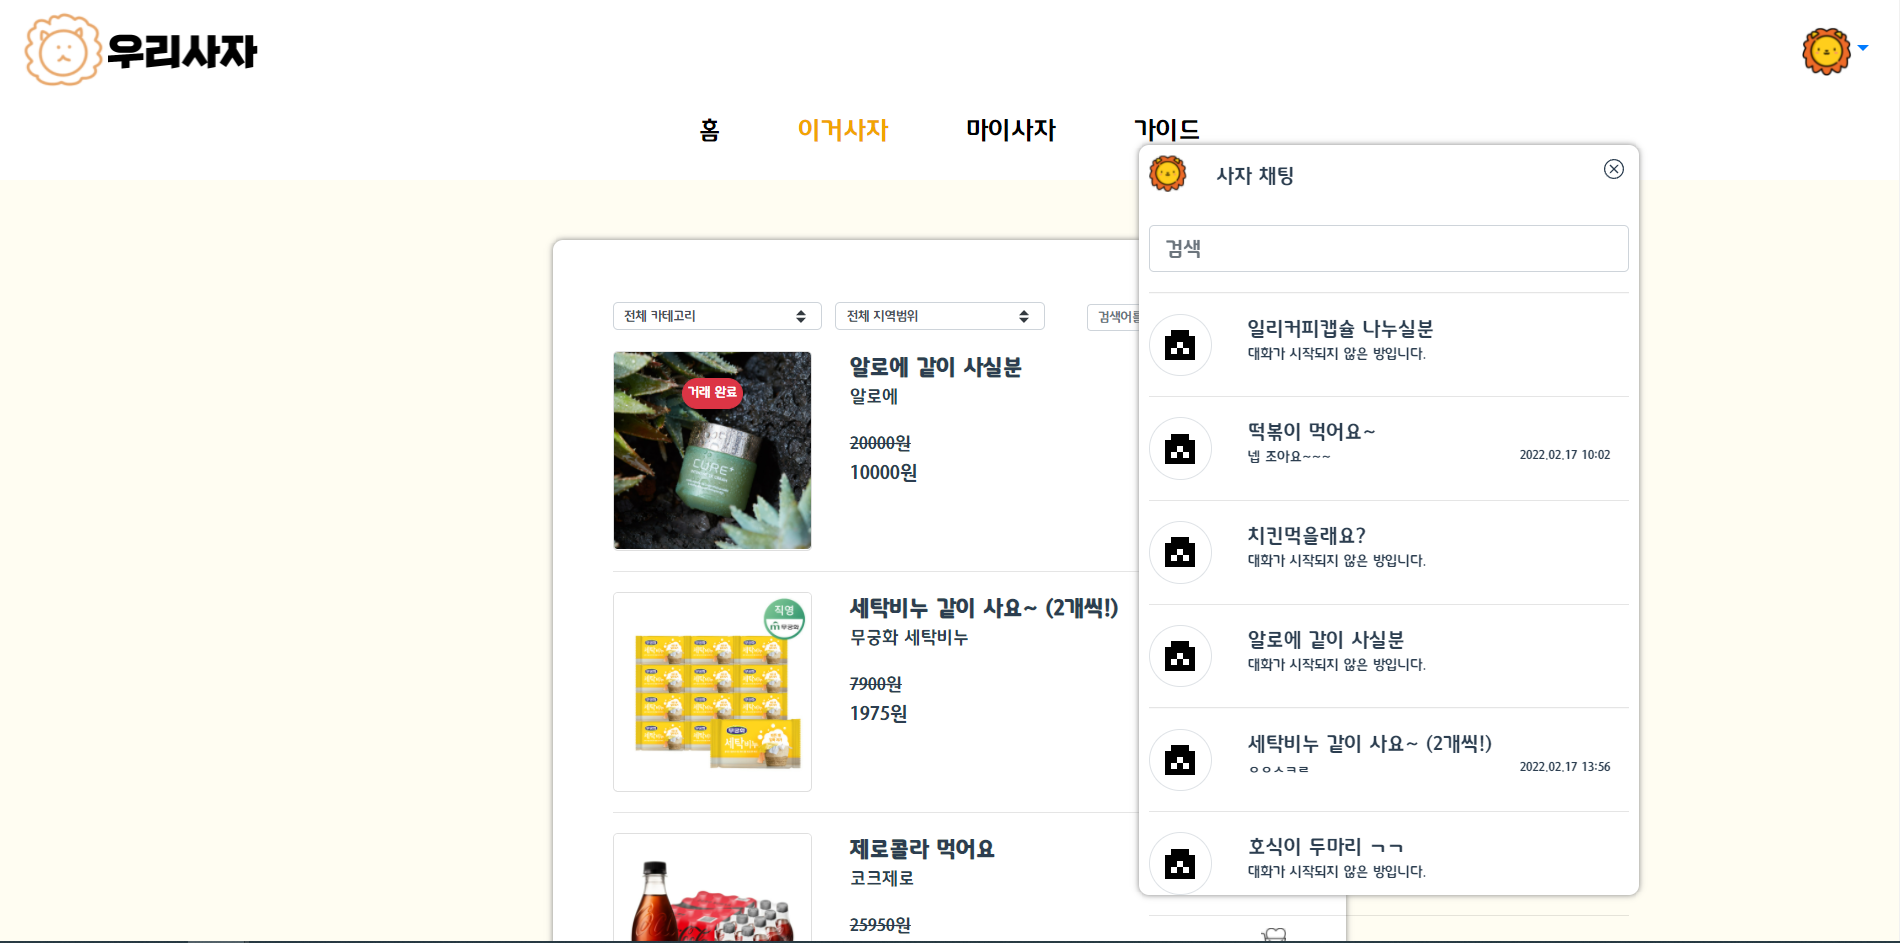 우리사자
홈 이거사자 마이사자 가이드
사자 채팅
검색
전체 카테고리
전체 지역범위
검색어를
거래 완료
CURE+
알로에 같이 사실분
알로에
20000원
10000원
직영
무궁화
세탁비누
세탁비누 같이 사요~ (2개씩!)
무궁화 세탁비누
7900원
1975원
제로콜라 먹어요
코크제로
25950원
일리커피캡슐 나누실분
대화가 시작되지 않은 방입니다.
떡볶이 먹어요~
넵 조아요~~~
2022.02.17 10:02
치킨먹을래요?
대화가 시작되지 않은 방입니다.
알로에 같이 사실분
대화가 시작되지 않은 방입니다.
세탁비누 같이 사요~ (2개씩!)
ㅇㅇㅅㅋㄹ
2022.02.17 13:56
호식이 두마리 ㄱㄱ
대화가 시작되지 않은 방입니다.